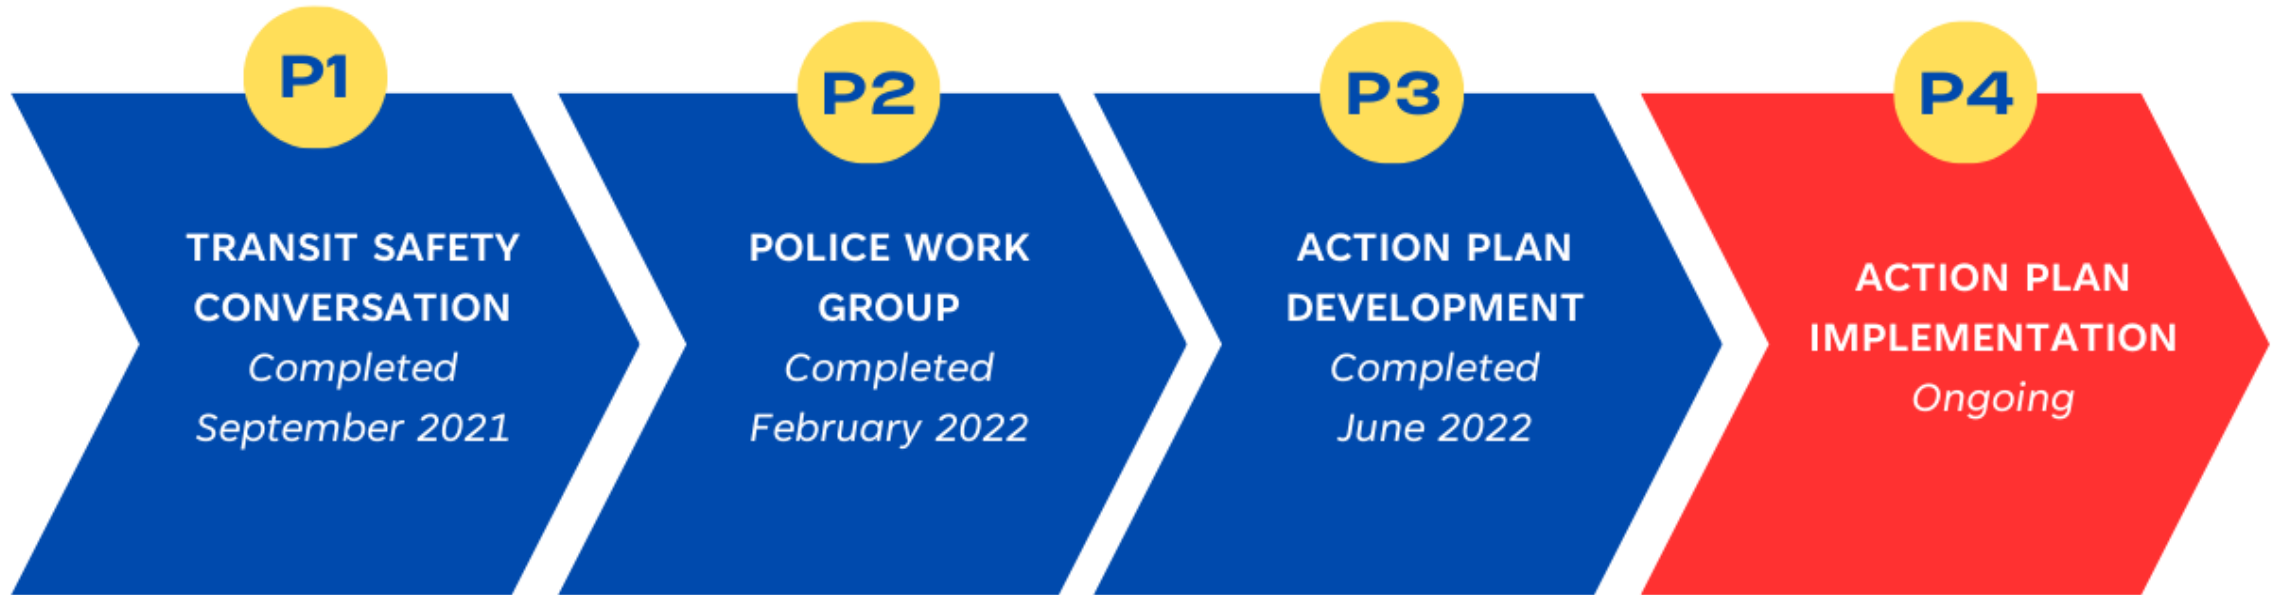 P1
TRANSIT SAFETY
CONVERSATION
Completed
September 2021
P2
POLICE WORK
GROUP
Completed
February 2022
P3
ACTION PLAN
DEVELOPMENT
Completed
June 2022
P4
ACTION PLAN
IMPLEMENTATION
Ongoing